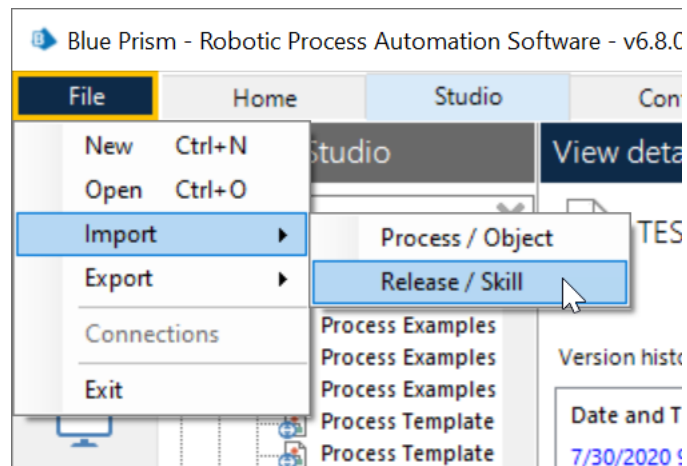 Blue Prism - Robotic Process Automation Software - v6.8.0
File Home Studio
Studio
View
New Ctrl+N
Open Ctrl+O
Import
Export
Connections
Exit
Process / Object
Release / Skill
Process Examples
Process Examples
Process Examples
Process Template
Process Template
Version
Date and
7/30/2020